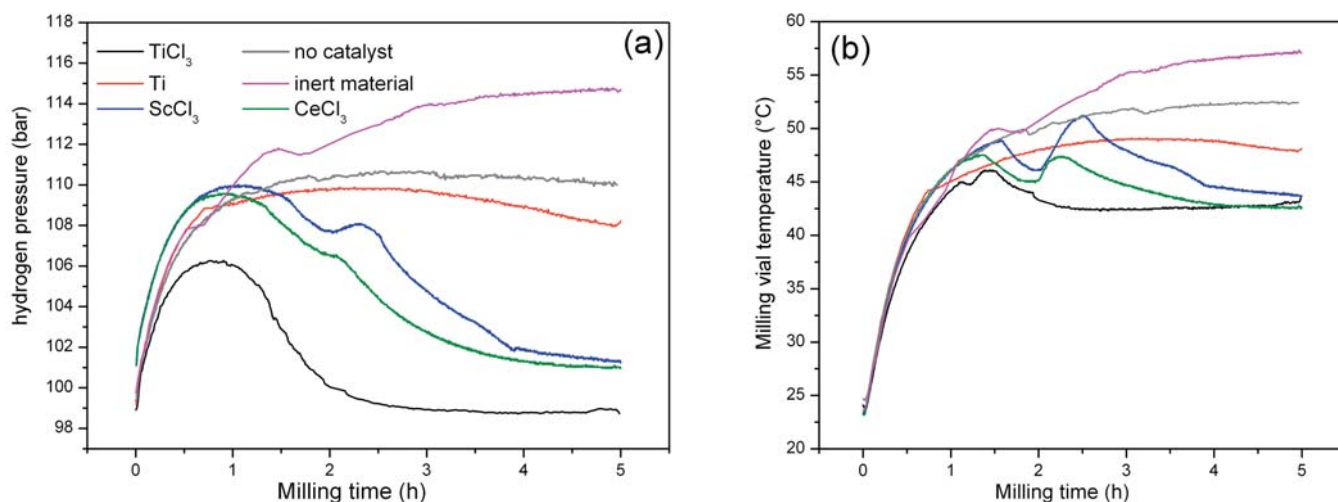 (a)
TiCl₃
no catalyst
Ti
inert material
ScCl₃
CeCl₃
118
116
114
112
110
108
106
104
102
100
98
hydrogen pressure (bar)
0
1
2
3
4
5
Milling time (h)
(b)
60
55
50
45
40
35
30
25
20
Milling vial temperature (°C)
0
1
2
3
4
5
Milling time (h)